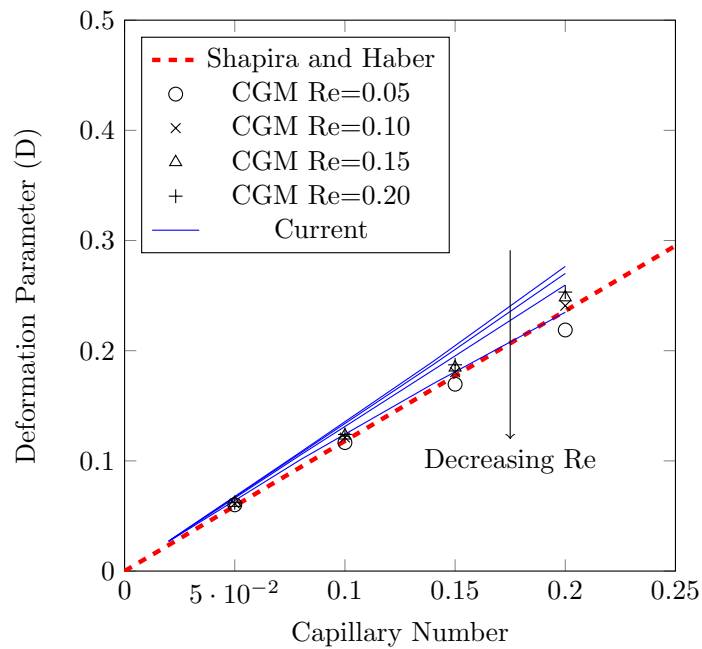 0.5
0.4
0.3
0.2
0.1
0
Deformation Parameter (D)
Shapira and Haber
CGM Re=0.05
CGM Re=0.10
CGM Re=0.15
CGM Re=0.20
Current
Decreasing Re
0 5 · 10⁻² 0.1 0.15 0.2 0.25
Capillary Number